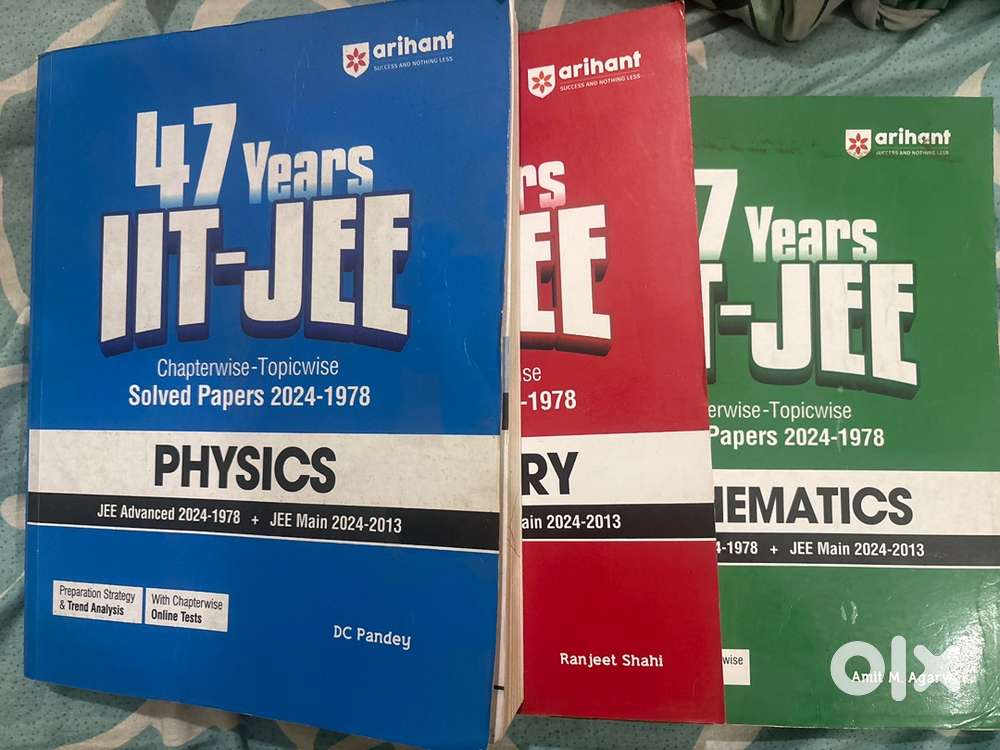 arihant
SUCCESS AND NOTHING LESS
47 Years
IIT-JEE
Chapterwise-Topicwise
Solved Papers 2024-1978
PHYSICS
JEE Advanced 2024-1978 + JEE Main 2024-2013
Preparation Strategy
& Trend Analysis
With Chapterwise
Online Tests
DC Pandey
arihant
SUCCESS AND NOTHING LESS
rs
EE
se
-1978
RY
ain 2024-2013
Ranjeet Shahi
arihant
SUCCESS AND NOTHING LESS
7 Years
T-JEE
erwise-Topicwise
Papers 2024-1978
HEMATICS
4-1978 + JEE Main 2024-2013
wise
Amit M. Agarw
olx